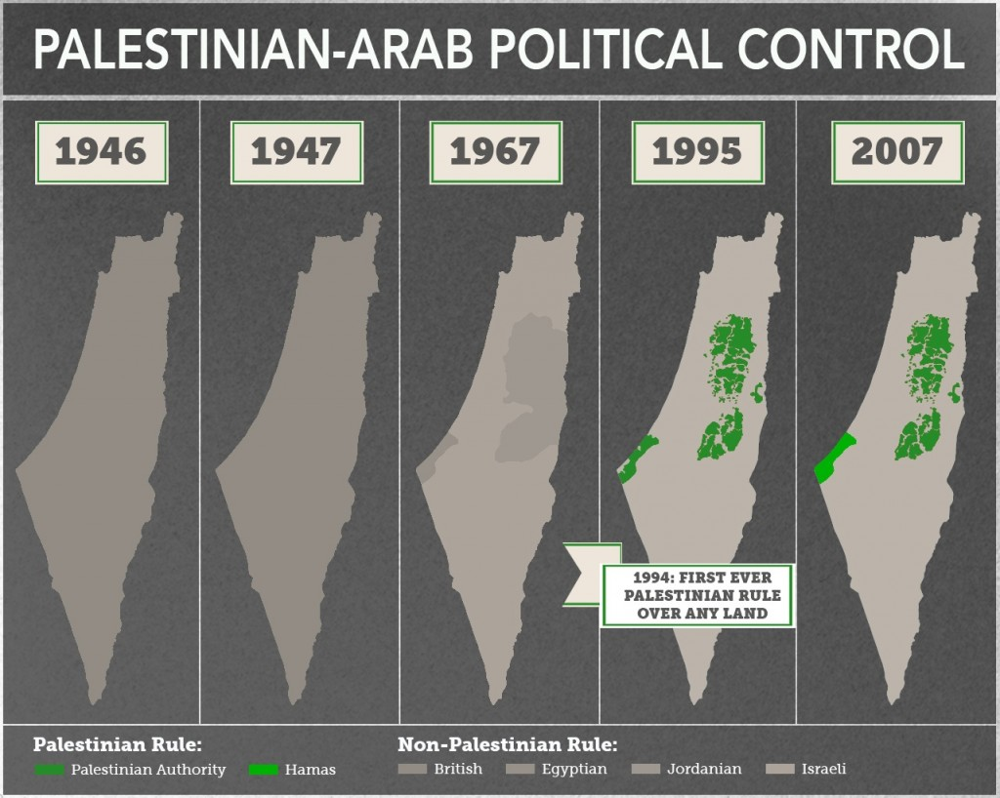 PALESTINIAN-ARAB POLITICAL CONTROL
1946
1947
1967
1995
2007
1994: FIRST EVER
PALESTINIAN RULE
OVER ANY LAND
Palestinian Rule:
Palestinian Authority
Hamas
Non-Palestinian Rule:
British
Egyptian
Jordanian
Israeli